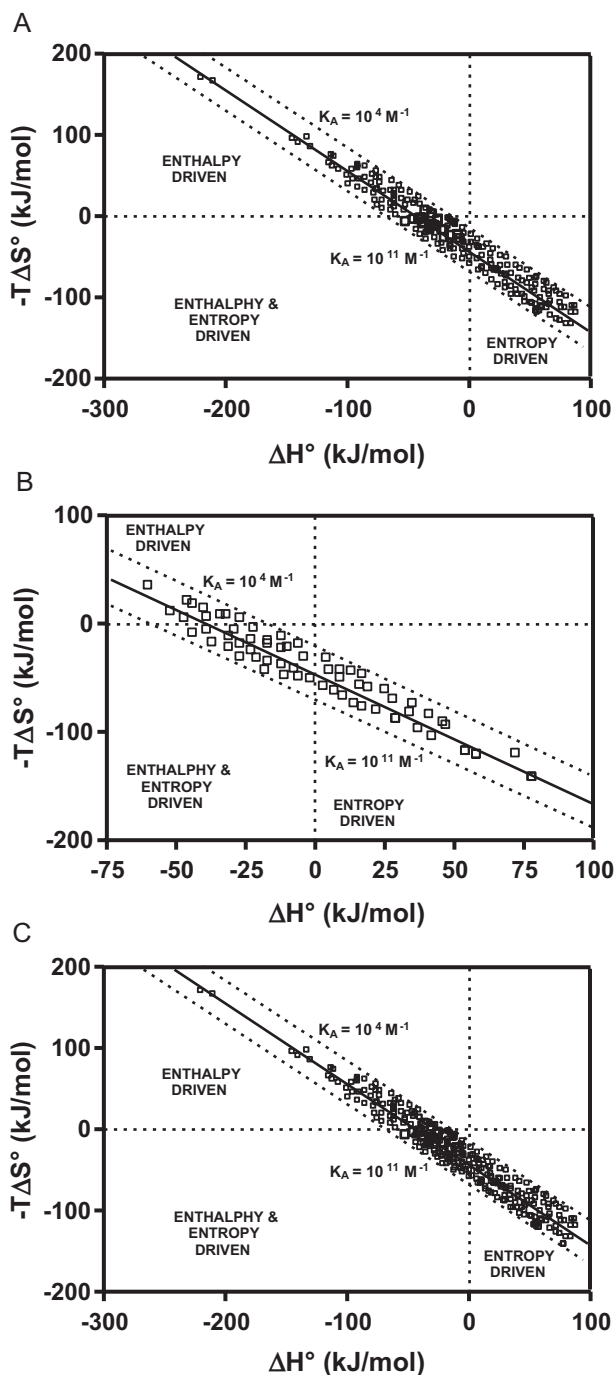 A
200
100
0
-100
-200
-TΔS° (kJ/mol)
K_A = 10^4 M^-1
ENTHALPY
DRIVEN
K_A = 10^11 M^-1
ENTHALPHY &
ENTROPY
DRIVEN
ENTROPY
DRIVEN
-300 -200 -100 0 100
ΔH° (kJ/mol)
B
100
0
-100
-200
-TΔS° (kJ/mol)
ENTHALPY
DRIVEN
K_A = 10^4 M^-1
K_A = 10^11 M^-1
ENTHALPHY &
ENTROPY
DRIVEN
ENTROPY
DRIVEN
-75 -50 -25 0 25 50 75 100
ΔH° (kJ/mol)
C
200
100
0
-100
-200
-TΔS° (kJ/mol)
K_A = 10^4 M^-1
ENTHALPY
DRIVEN
K_A = 10^11 M^-1
ENTHALPHY &
ENTROPY
DRIVEN
ENTROPY
DRIVEN
-300 -200 -100 0 100
ΔH° (kJ/mol)